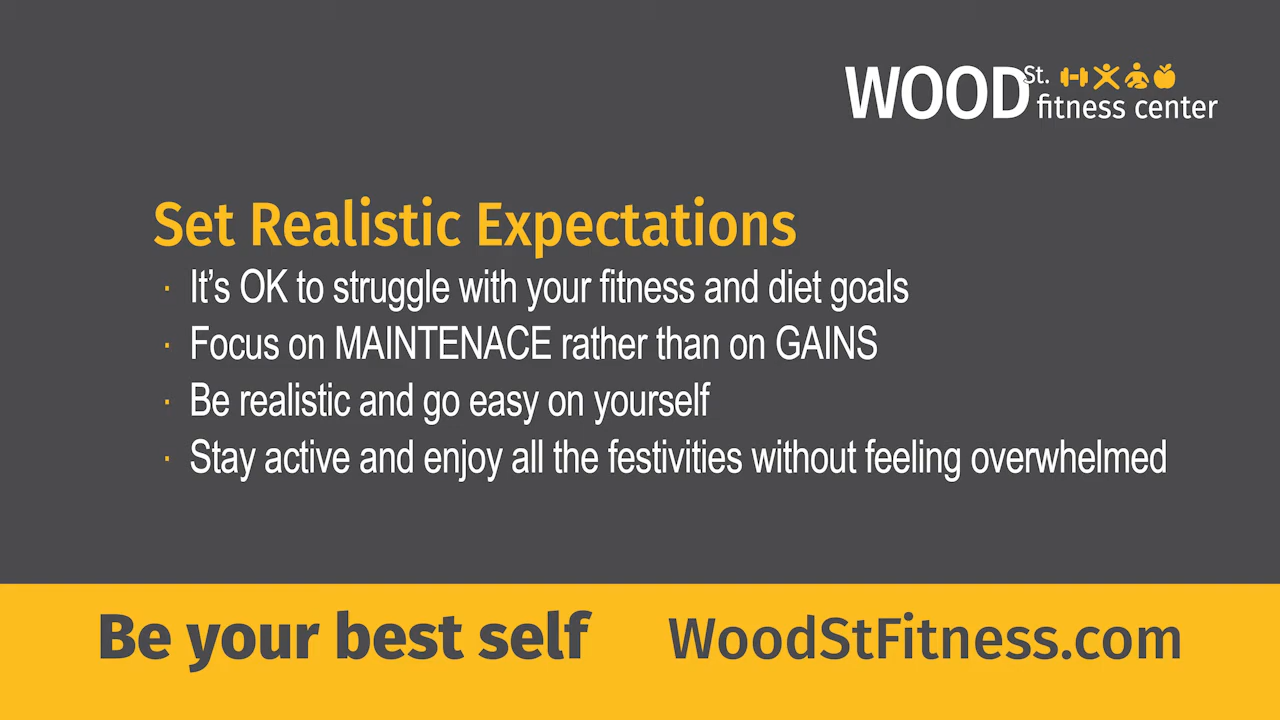 WOOD St.
fitness center
Set Realistic Expectations
· It’s OK to struggle with your fitness and diet goals
· Focus on MAINTENACE rather than on GAINS
· Be realistic and go easy on yourself
· Stay active and enjoy all the festivities without feeling overwhelmed
Be your best self WoodStFitness.com